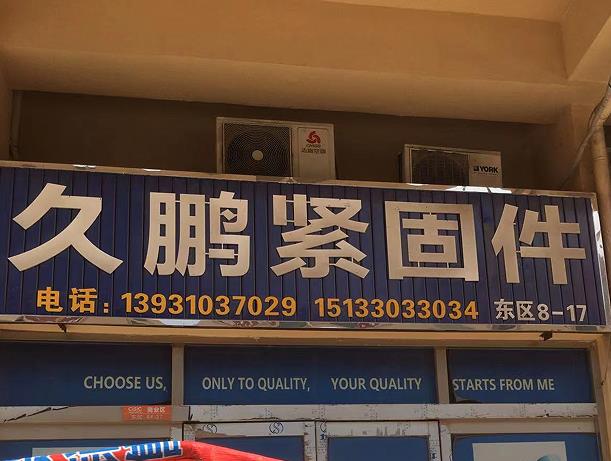 YORK
久鹏紧固件
电话：13931037029 15133033034 东区8-17
CHOOSE US, ONLY TO QUALITY, YOUR QUALITY STARTS FROM ME